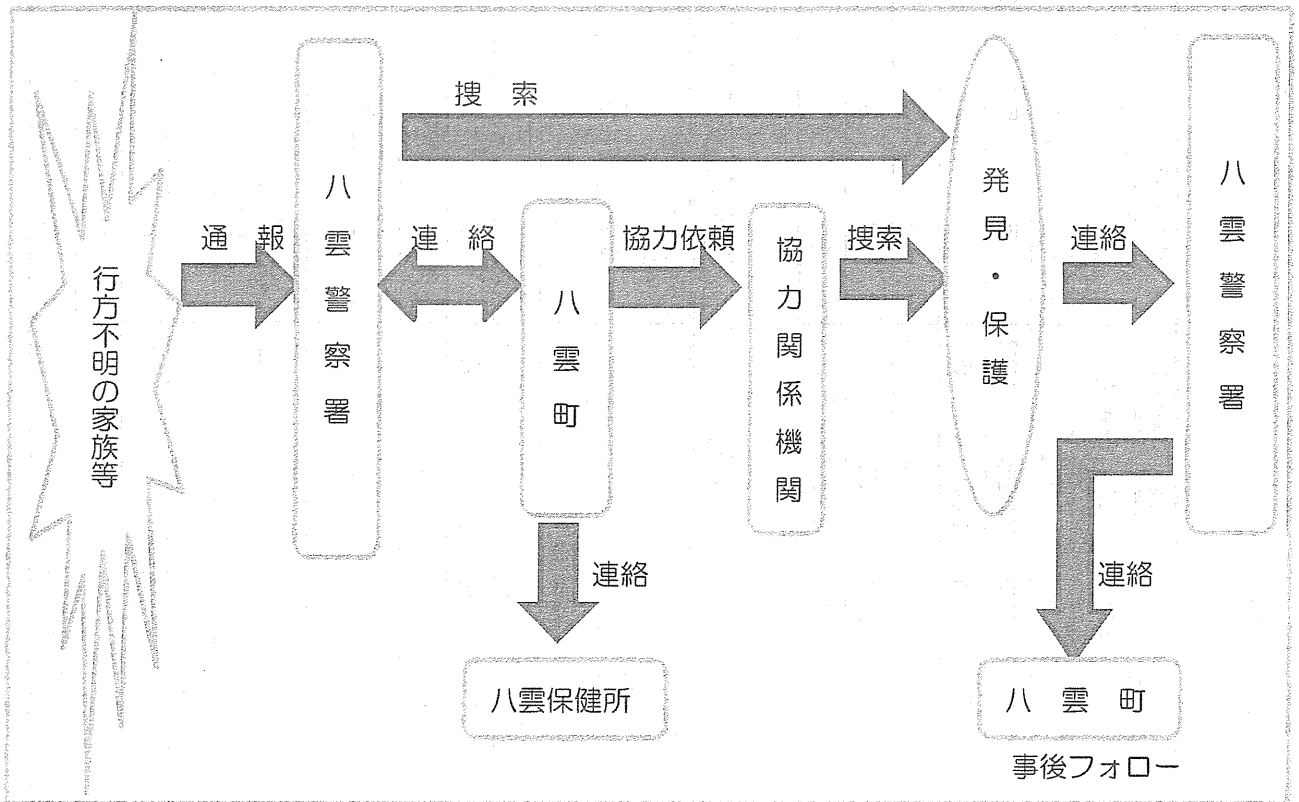 行方不明の家族等
通　報
八雲警察署
捜　索
連　絡
八雲町
連絡
八雲保健所
協力依頼
協力関係機関
捜索
発見・保護
連絡
八雲警察署
連絡
八　雲　町
事後フォロー